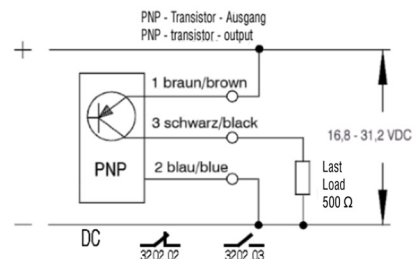 PNP - Transistor - Ausgang
PNP - transistor - output
+
1 braun/brown
3 schwarz/black
16,8 - 31,2 VDC
PNP
2 blau/blue
Last
Load
500 Ω
−
DC
3202 02
3202 03